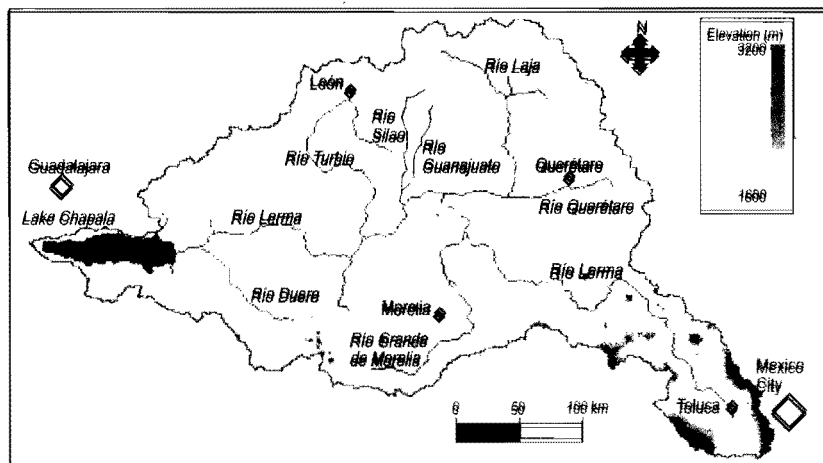 N
Elevation (m)
3200
1600
Río Laja
León
Río
Silao
Río
Guanajuato
Río Turbio
Querétaro
Guadalajara
Río Querétaro
Lake Chapala
Río Lerma
Río Lerma
Río Duero
Morelia
Río Grande
de Morelia
Mexico
City
Toluca
0 50 100 km